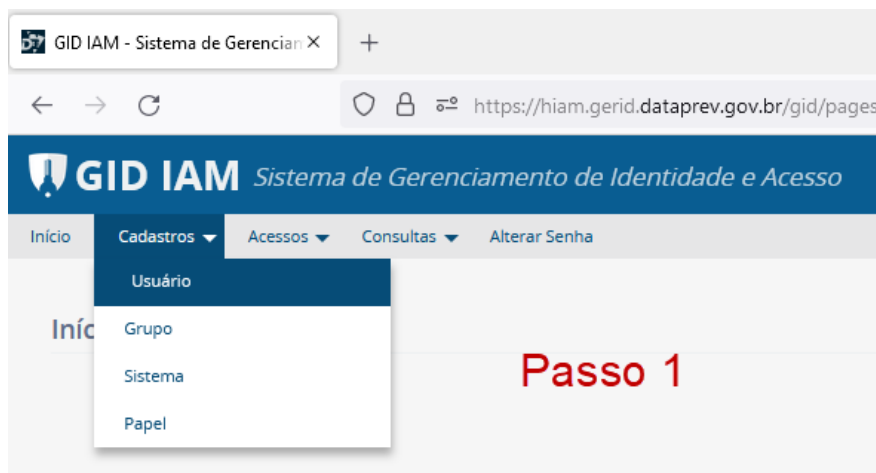 GID IAM - Sistema de Gerencian
https://hiam.gerid.dataprev.gov.br/gid/pages
GID IAM Sistema de Gerenciamento de Identidade e Acesso
Início Cadastros Acessos Consultas Alterar Senha
Usuário
Iníc
Grupo
Sistema
Passo 1
Papel